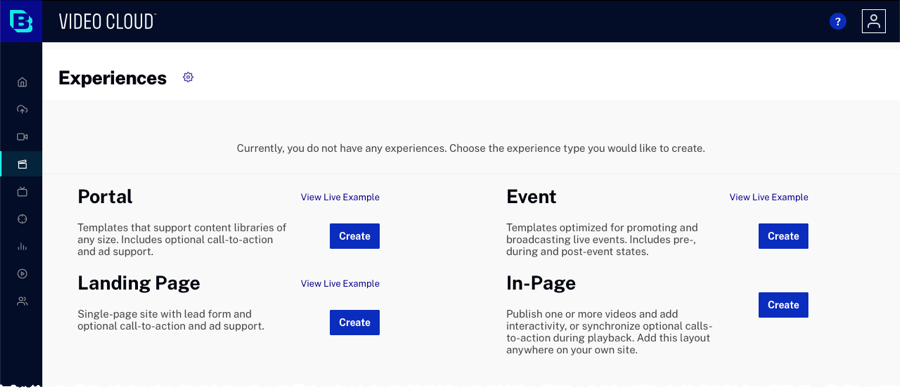 VIDEO CLOUD™
?
Experiences
Currently, you do not have any experiences. Choose the experience type you would like to create.
Portal
View Live Example
Templates that support content libraries of
any size. Includes optional call-to-action
and ad support.
Create
Event
View Live Example
Templates optimized for promoting and
broadcasting live events. Includes pre-,
during and post-event states.
Create
Landing Page
View Live Example
Single-page site with lead form and
optional call-to-action and ad support.
Create
In-Page
Publish one or more videos and add
interactivity, or synchronize optional calls-
to-action during playback. Add this layout
anywhere on your own site.
Create